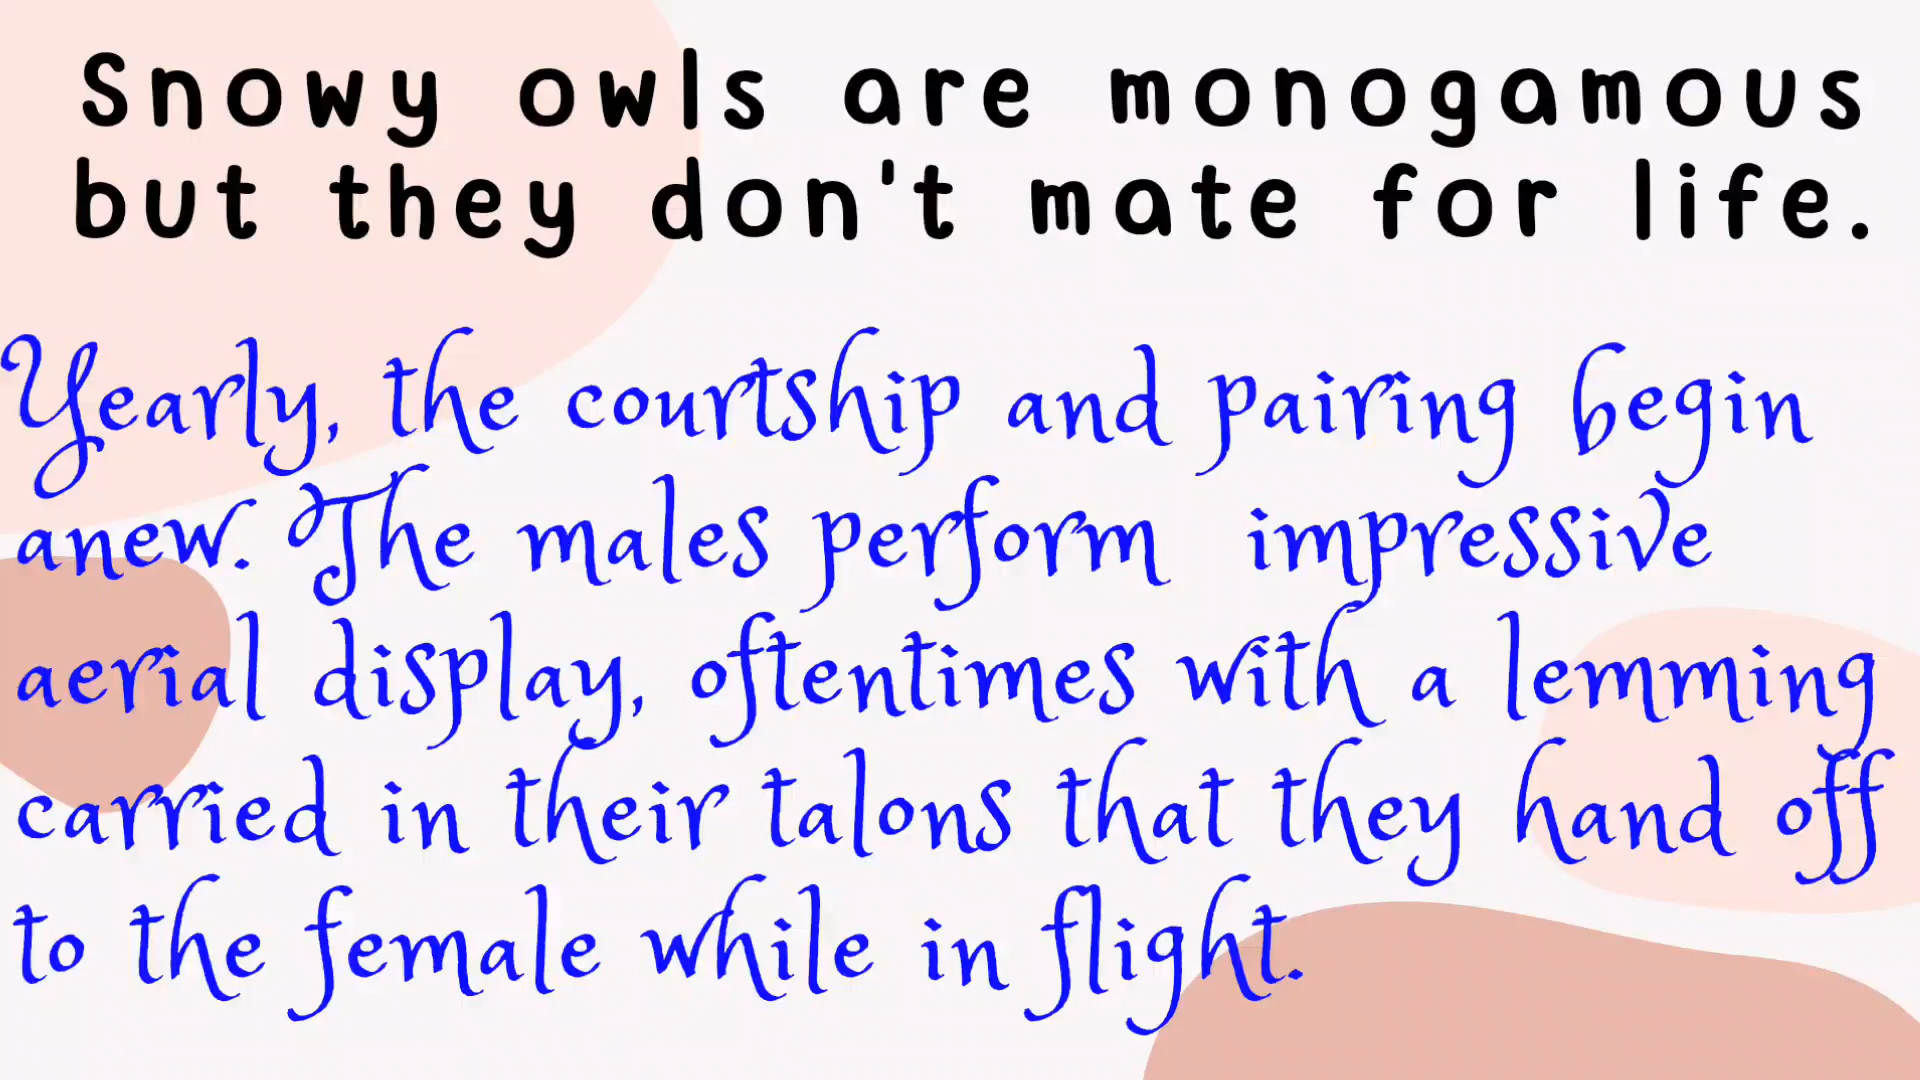 Snowy owls are monogamous
but they don't mate for life.
Yearly, the courtship and pairing begin
anew. The males perform  impressive
aerial display, oftentimes with a lemming
carried in their talons that they hand off
to the female while in flight.